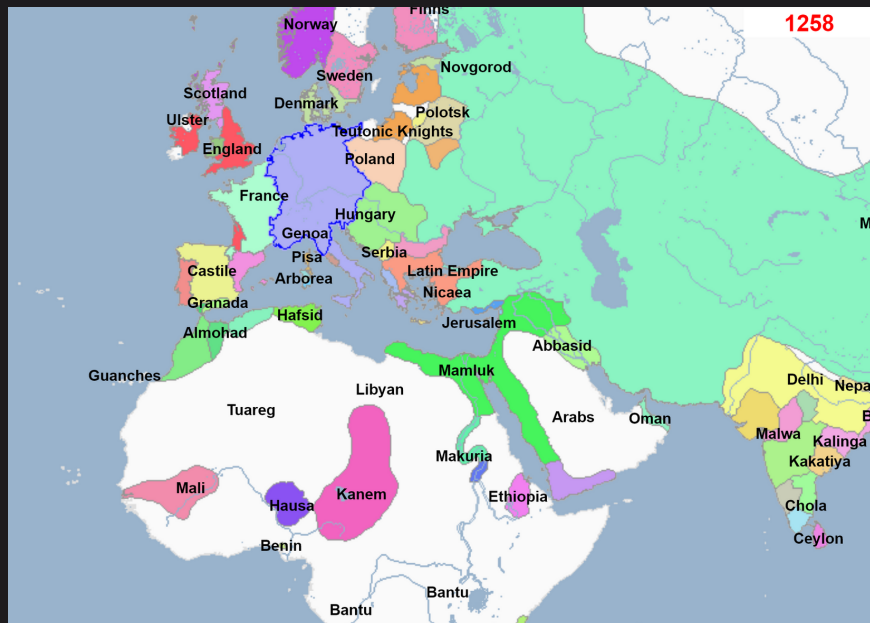 Finns
1258
Norway
Novgorod
Sweden
Scotland
Denmark
Polotsk
Ulster
Teutonic Knights
England
Poland
France
Hungary
Genoa
Serbia
Pisa
Castile
Latin Empire
Arborea
Nicaea
Granada
Hafsid
Jerusalem
Almohad
Abbasid
Guanches
Mamluk
Delhi
Nepa
Libyan
Tuareg
Arabs
Oman
B
Malwa
Kalinga
Makuria
Kakatiya
Mali
Kanem
Ethiopia
Hausa
Chola
Ceylon
Benin
Bantu
Bantu
M